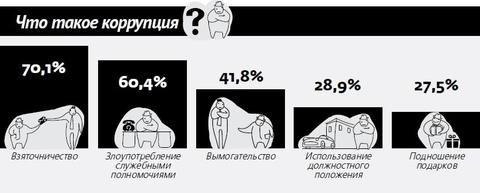 Что такое коррупция ?
70,1%
60,4%
41,8%
28,9%
27,5%
Взяточничество
Злоупотребление
служебными
полномочиями
Вымогательство
Использование
должностного
положения
Подношение
подарков